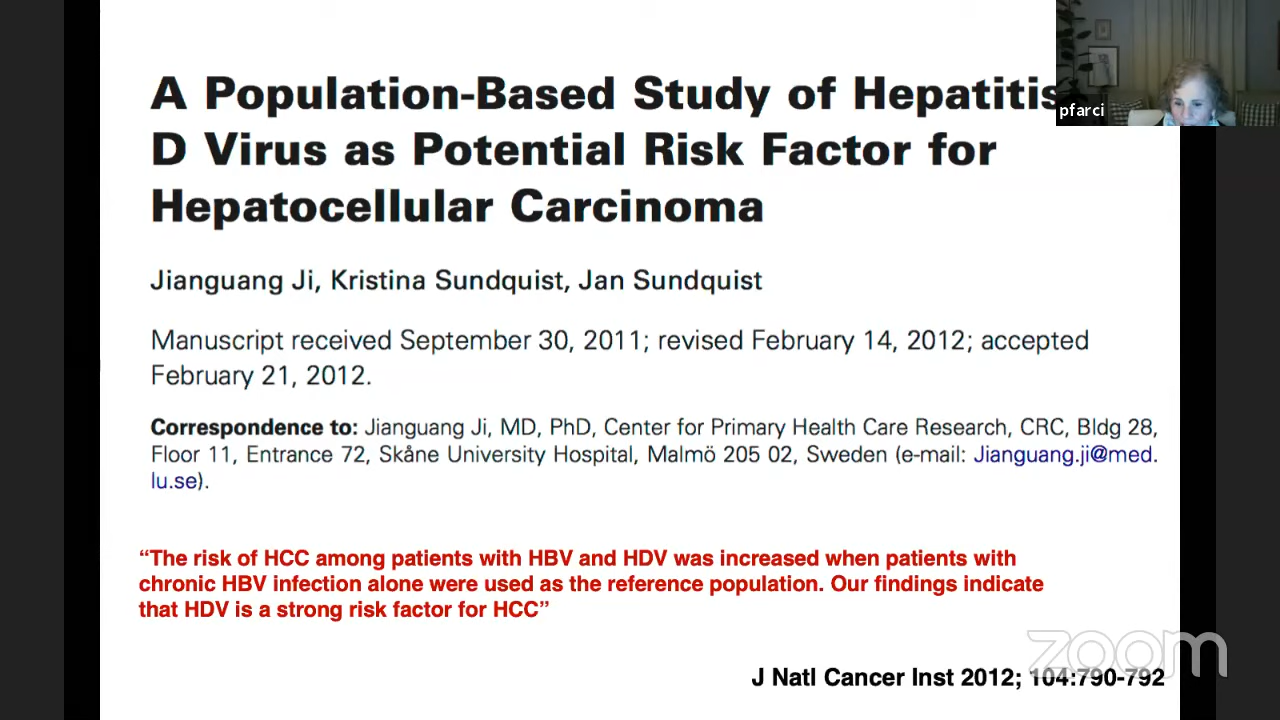 A Population-Based Study of Hepatitis
D Virus as Potential Risk Factor for
Hepatocellular Carcinoma
Jianguang Ji, Kristina Sundquist, Jan Sundquist
Manuscript received September 30, 2011; revised February 14, 2012; accepted
February 21, 2012.
Correspondence to: Jianguang Ji, MD, PhD, Center for Primary Health Care Research, CRC, Bldg 28,
Floor 11, Entrance 72, Skåne University Hospital, Malmö 205 02, Sweden (e-mail: Jianguang.ji@med.
lu.se).
“The risk of HCC among patients with HBV and HDV was increased when patients with
chronic HBV infection alone were used as the reference population. Our findings indicate
that HDV is a strong risk factor for HCC”
J Natl Cancer Inst 2012; 104:790-792
pfarci
zoom